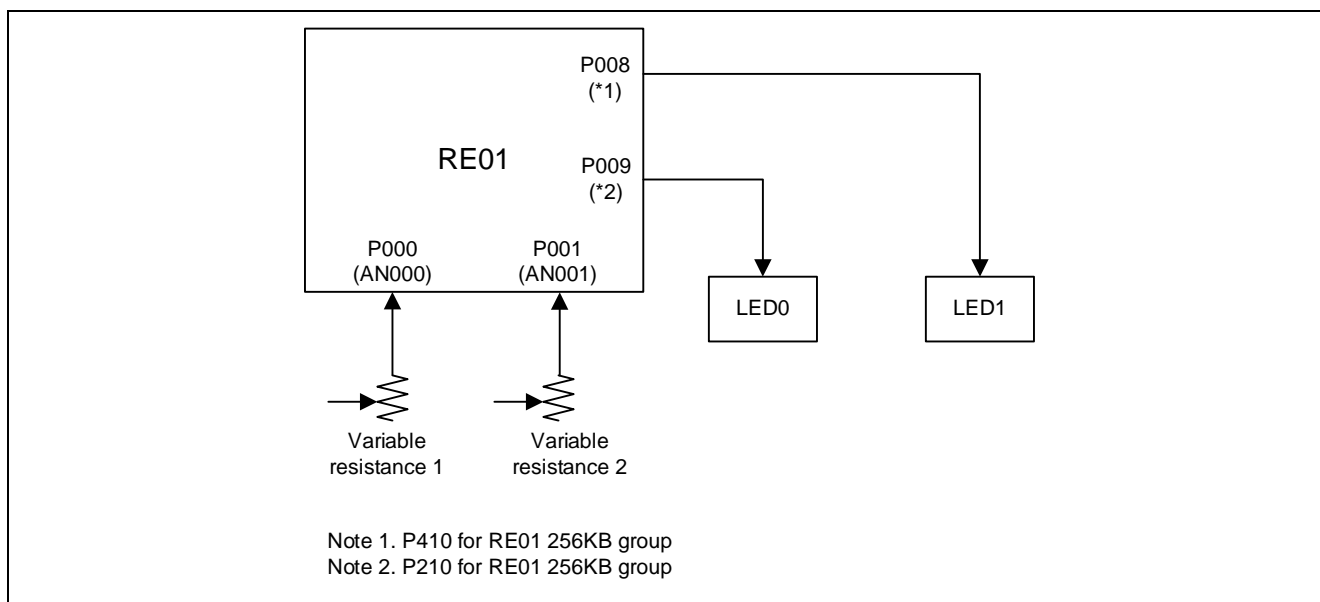 P008
(*1)
RE01
P009
(*2)
P000
(AN000)
P001
(AN001)
LED0
LED1
Variable
resistance 1
Variable
resistance 2
Note 1. P410 for RE01 256KB group
Note 2. P210 for RE01 256KB group